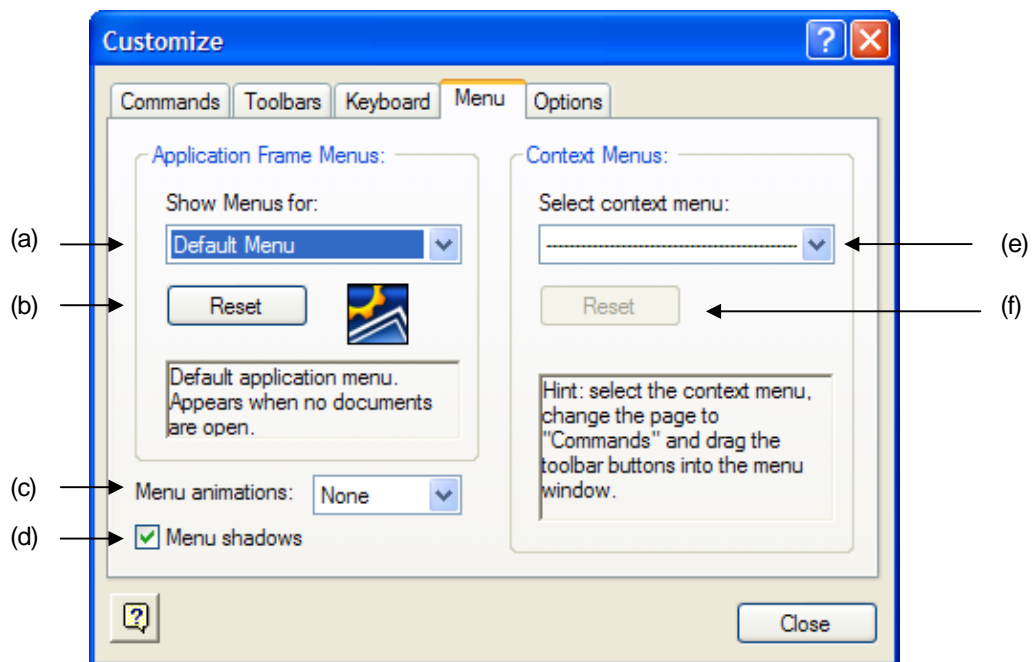 Customize
Commands Toolbars Keyboard Menu Options
Application Frame Menus:
Show Menus for:
(a)
Default Menu
(b)
Reset
Default application menu.
Appears when no documents
are open.
(c)
Menu animations: None
(d)
Menu shadows
Context Menus:
Select context menu:
(e)
Reset
(f)
Hint: select the context menu,
change the page to
"Commands" and drag the
toolbar buttons into the menu
window.
Close